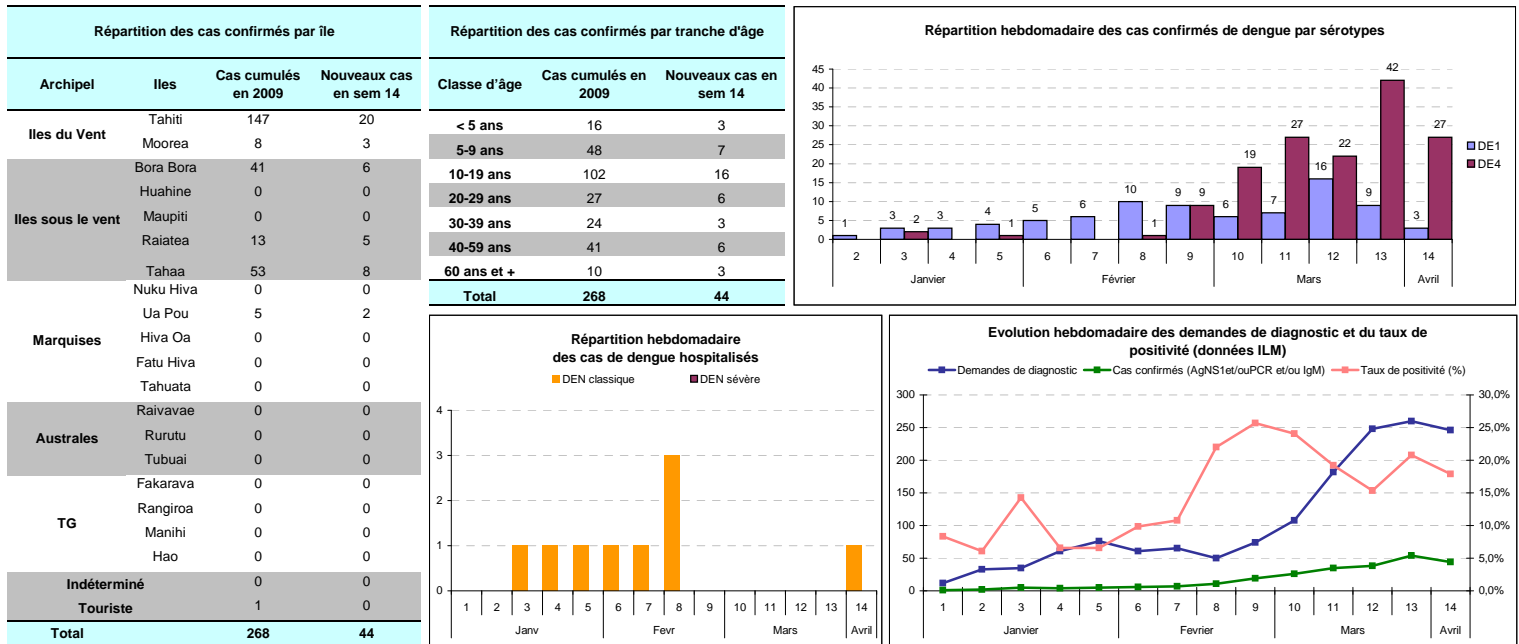 Répartition des cas confirmés par île
Archipel Iles Cas cumulés en 2009 Nouveaux cas en sem 14
Iles du Vent Tahiti 147 20
Moorea 8 3
Iles sous le vent Bora Bora 41 6
Huahine 0 0
Maupiti 0 0
Raiatea 13 5
Tahaa 53 8
Marquises Nuku Hiva 0 0
Ua Pou 5 2
Hiva Oa 0 0
Fatu Hiva 0 0
Tahuata 0 0
Australes Raivavae 0 0
Rurutu 0 0
Tubuai 0 0
TG Fakarava 0 0
Rangiroa 0 0
Manihi 0 0
Hao 0 0
Indéterminé 0 0
Touriste 1 0
Total 268 44
Répartition des cas confirmés par tranche d'âge
Classe d’âge Cas cumulés en 2009 Nouveaux cas en sem 14
< 5 ans 16 3
5-9 ans 48 7
10-19 ans 102 16
20-29 ans 27 6
30-39 ans 24 3
40-59 ans 41 6
60 ans et + 10 3
Total 268 44
Répartition hebdomadaire des cas confirmés de dengue par sérotypes
45
40
35
30
25
20
15
10
5
0
1 3 2 3 4 1 5 6 10 1 9 9 6 19 7 27 16 22 9 42 3 27
2 3 4 5 6 7 8 9 10 11 12 13 14
Janvier Février Mars Avril
DE1
DE4
Répartition hebdomadaire
des cas de dengue hospitalisés
DEN classique DEN sévère
4
3
2
1
0
1 2 3 4 5 6 7 8 9 10 11 12 13 14
Janv Fevr Mars Avril
Evolution hebdomadaire des demandes de diagnostic et du taux de
positivité (données ILM)
Demandes de diagnostic Cas confirmés (AgNS1et/ouPCR et/ou IgM) Taux de positivité (%)
300 30,0%
250 25,0%
200 20,0%
150 15,0%
100 10,0%
50 5,0%
0 0,0%
1 2 3 4 5 6 7 8 9 10 11 12 13 14
Janvier Fevrier Mars Avril